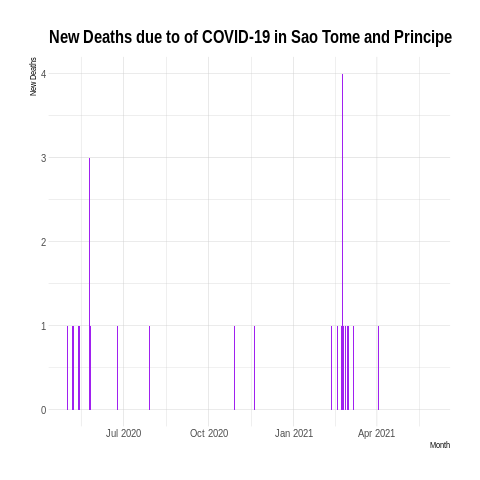 New Deaths due to of COVID-19 in Sao Tome and Principe
New Deaths
4
3
2
1
0
Jul 2020 Oct 2020 Jan 2021 Apr 2021
Month